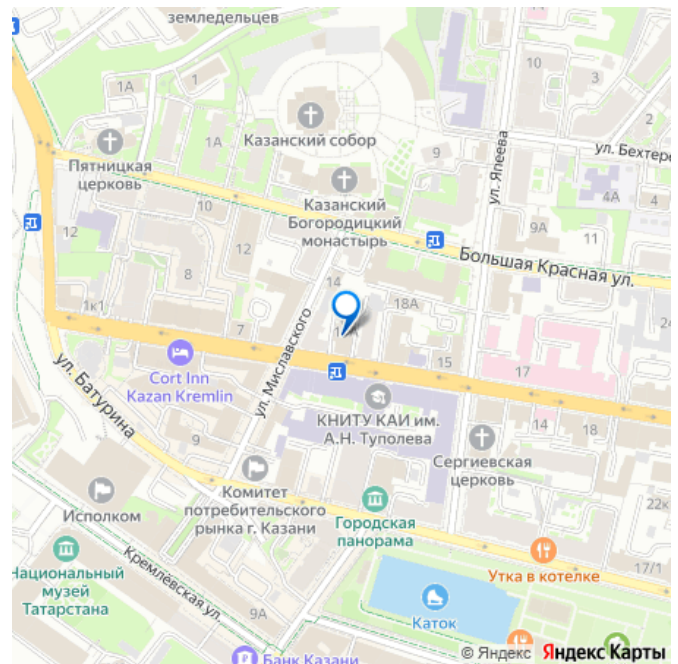 земледельцев
1А
1
10
3
1А
Казанский собор
ул. Япеева
9
ул. Бехтере
Пятницкая
церковь
Казанский
Богородицкий
монастырь
4А
4
10
9А
11
12
12
Большая Красная ул.
8
14
18А
1к1
7
ул. Миславского
15
17
Cort Inn
Kazan Kremlin
ул. Батурина
КНИТУ КАИ им.
А.Н. Туполева
14
18
9
Сергиевская
церковь
Комитет
потребительского
рынка г. Казани
Исполком
22к
Городская
панорама
Утка в котелке
17/1
Национальный
музей
Татарстана
Кремлёвская ул.
9А
Каток
Банк Казани
© Яндекс Яндекс Карты